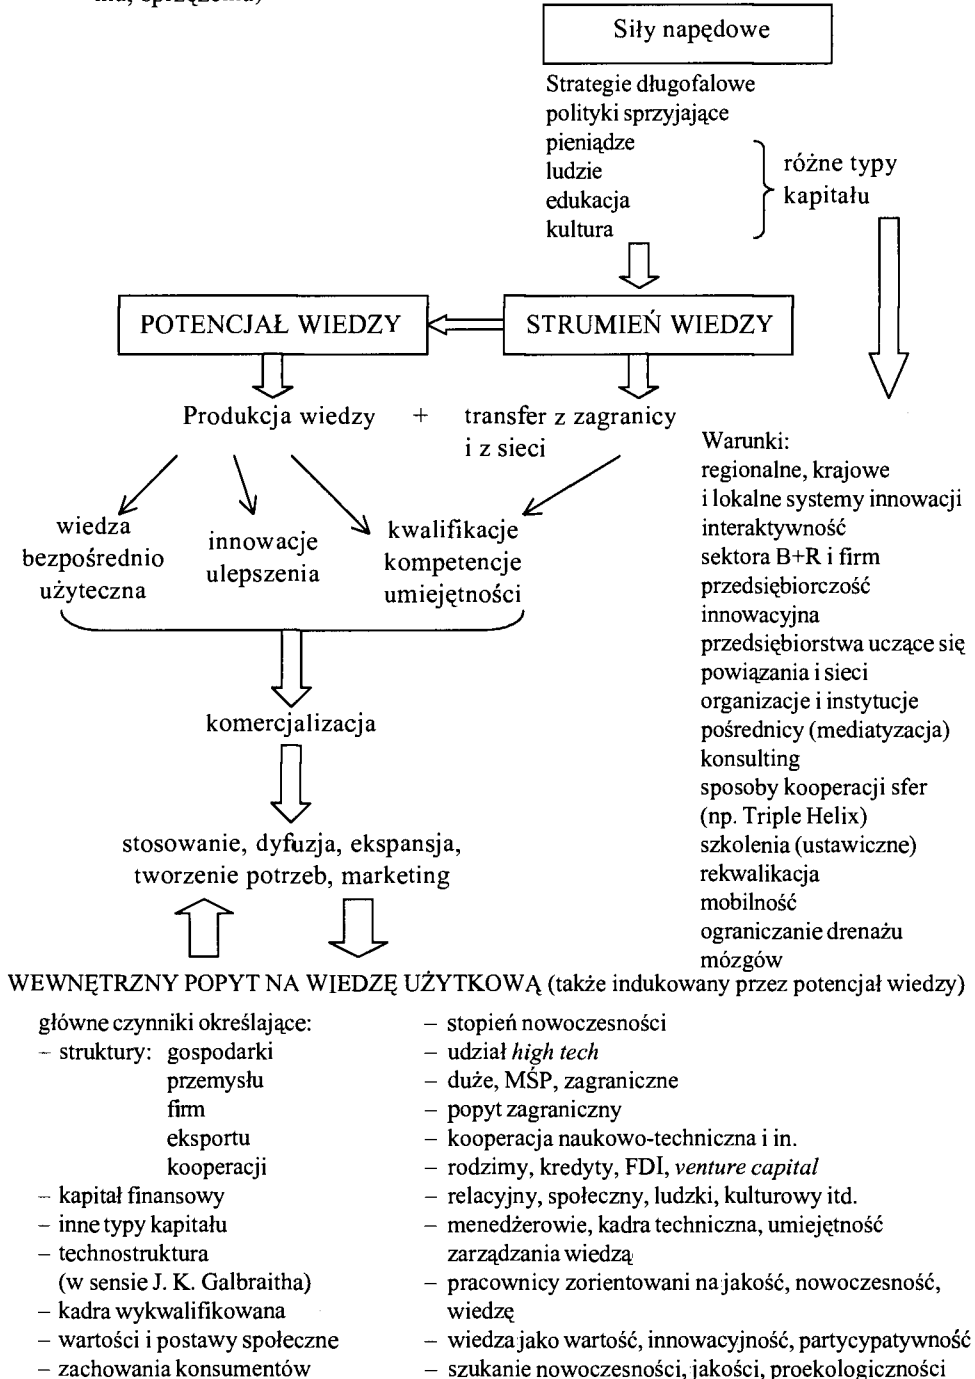 Siły napędowe
Strategie długofalowe
polityki sprzyjające
pieniądze
ludzie
edukacja
kultura
różne typy
kapitału
POTENCJAŁ WIEDZY
STRUMIEŃ WIEDZY
Produkcja wiedzy + transfer z zagranicy
i z sieci
wiedza
bezpośrednio
użyteczna
innowacje
ulepszenia
kwalifikacje
kompetencje
umiejętności
komercjalizacja
stosowanie, dyfuzja, ekspansja,
tworzenie potrzeb, marketing
Warunki:
regionalne, krajowe
i lokalne systemy innowacji
interaktywność
sektora B+R i firm
przedsiębiorczość
innowacyjna
przedsiębiorstwa uczące się
powiązania i sieci
organizacje i instytucje
pośrednicy (mediatyzacja)
konsulting
sposoby kooperacji sfer
(np. Triple Helix)
szkolenia (ustawiczne)
rekwalikacja
mobilność
ograniczanie drenażu
mózgów
WEWNĘTRZNY POPYT NA WIEDZĘ UŻYTKOWĄ (także indukowany przez potencjał wiedzy)
główne czynniki określające:
– struktury: gospodarki
przemysłu
firm
eksportu
kooperacji
– kapitał finansowy
– inne typy kapitału
– technostruktura
(w sensie J. K. Galbraitha)
– kadra wykwalifikowana
– wartości i postawy społeczne
– zachowania konsumentów
– stopień nowoczesności
– udział high tech
– duże, MŚP, zagraniczne
– popyt zagraniczny
– kooperacja naukowo-techniczna i in.
– rodzimy, kredyty, FDI, venture capital
– relacyjny, społeczny, ludzki, kulturowy itd.
– menedżerowie, kadra techniczna, umiejętność
zarządzania wiedzą
– pracownicy zorientowani na jakość, nowoczesność,
wiedzę
– wiedza jako wartość, innowacyjność, partycypatywność
– szukanie nowoczesności, jakości, proekologiczności